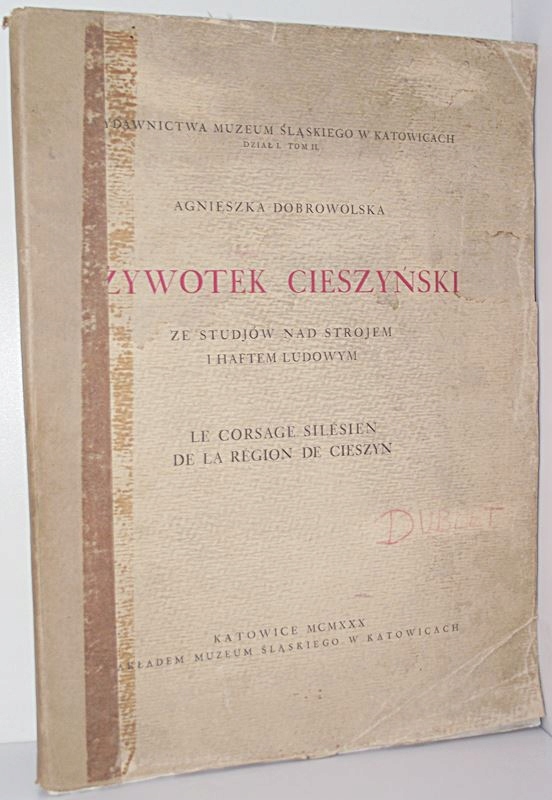 YDAWNICTWA MUZEUM ŚLĄSKIEGO W KATOWICACH
DZIAŁ I. TOM II.
AGNIESZKA DOBROWOLSKA
ŻYWOTEK CIESZYŃSKI
ZE STUDJÓW NAD STROJEM
I HAFTEM LUDOWYM
LE CORSAGE SILÉSIEN
DE LA RÉGION DE CIESZYN
DUBLET
KATOWICE MCMXXX
AKŁADEM MUZEUM ŚLĄSKIEGO W KATOWICACH